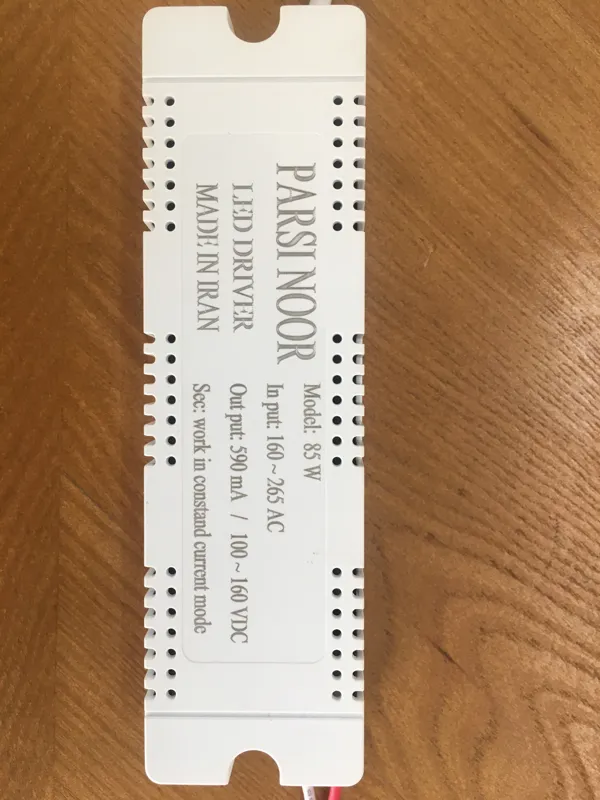 PARSI NOOR
LED DRIVER
MADE IN IRAN
Model: 85 W
In put: 160 ~ 265 AC
Out put: 590 mA / 100 ~ 160 VDC
Sec: work in constand current mode